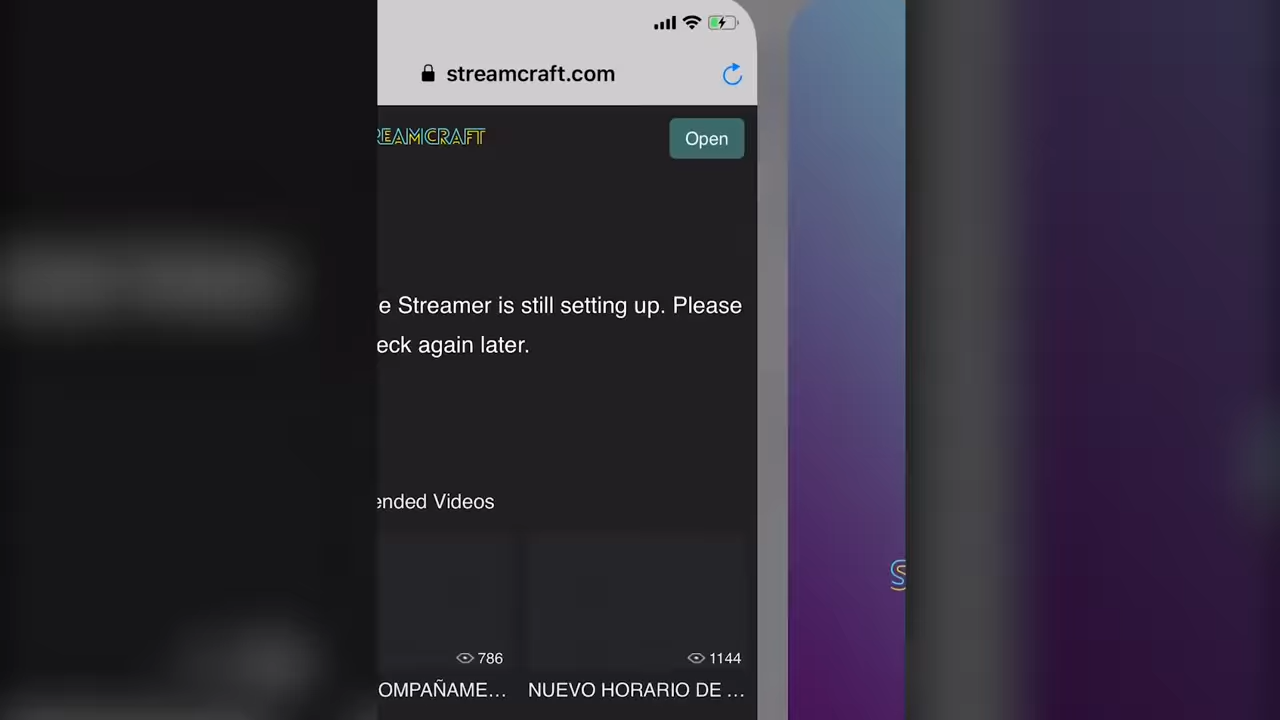 streamcraft.com
REAMCRAFT
Open
e Streamer is still setting up. Please
eck again later.
ended Videos
786
1144
OMPAÑAME...
NUEVO HORARIO DE ...
S